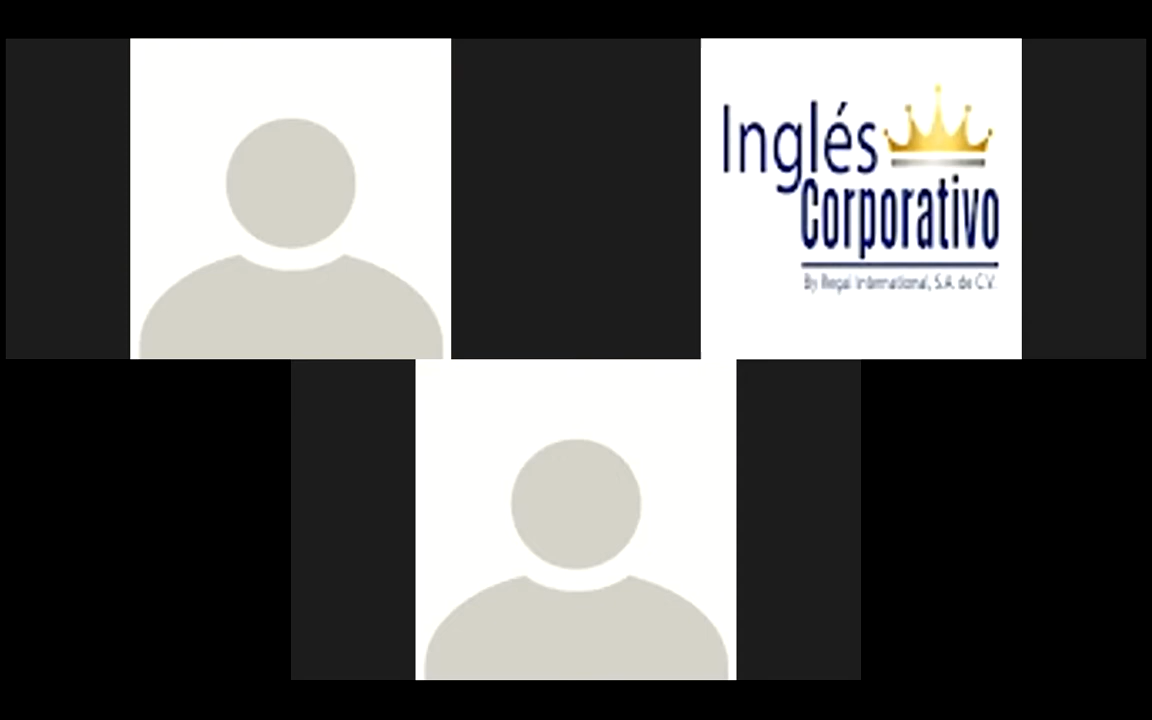 Inglés
Corporativo
By Regal International, S.A. de C.V.